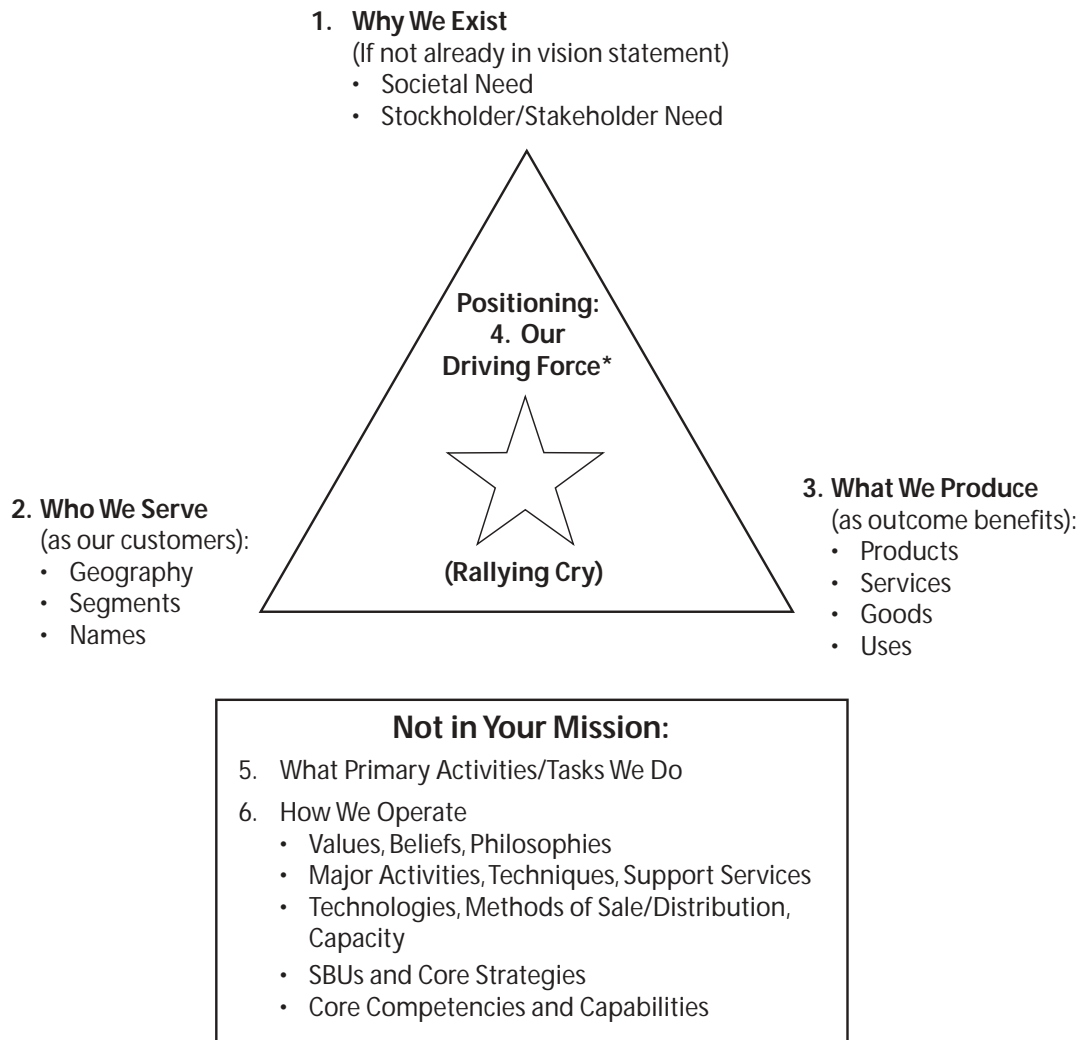 1. Why We Exist
(If not already in vision statement)
• Societal Need
• Stockholder/Stakeholder Need
Positioning:
4. Our
Driving Force*
(Rallying Cry)
2. Who We Serve
(as our customers):
• Geography
• Segments
• Names
3. What We Produce
(as outcome benefits):
• Products
• Services
• Goods
• Uses
Not in Your Mission:
5. What Primary Activities/Tasks We Do
6. How We Operate
• Values, Beliefs, Philosophies
• Major Activities, Techniques, Support Services
• Technologies, Methods of Sale/Distribution,
Capacity
• SBUs and Core Strategies
• Core Competencies and Capabilities